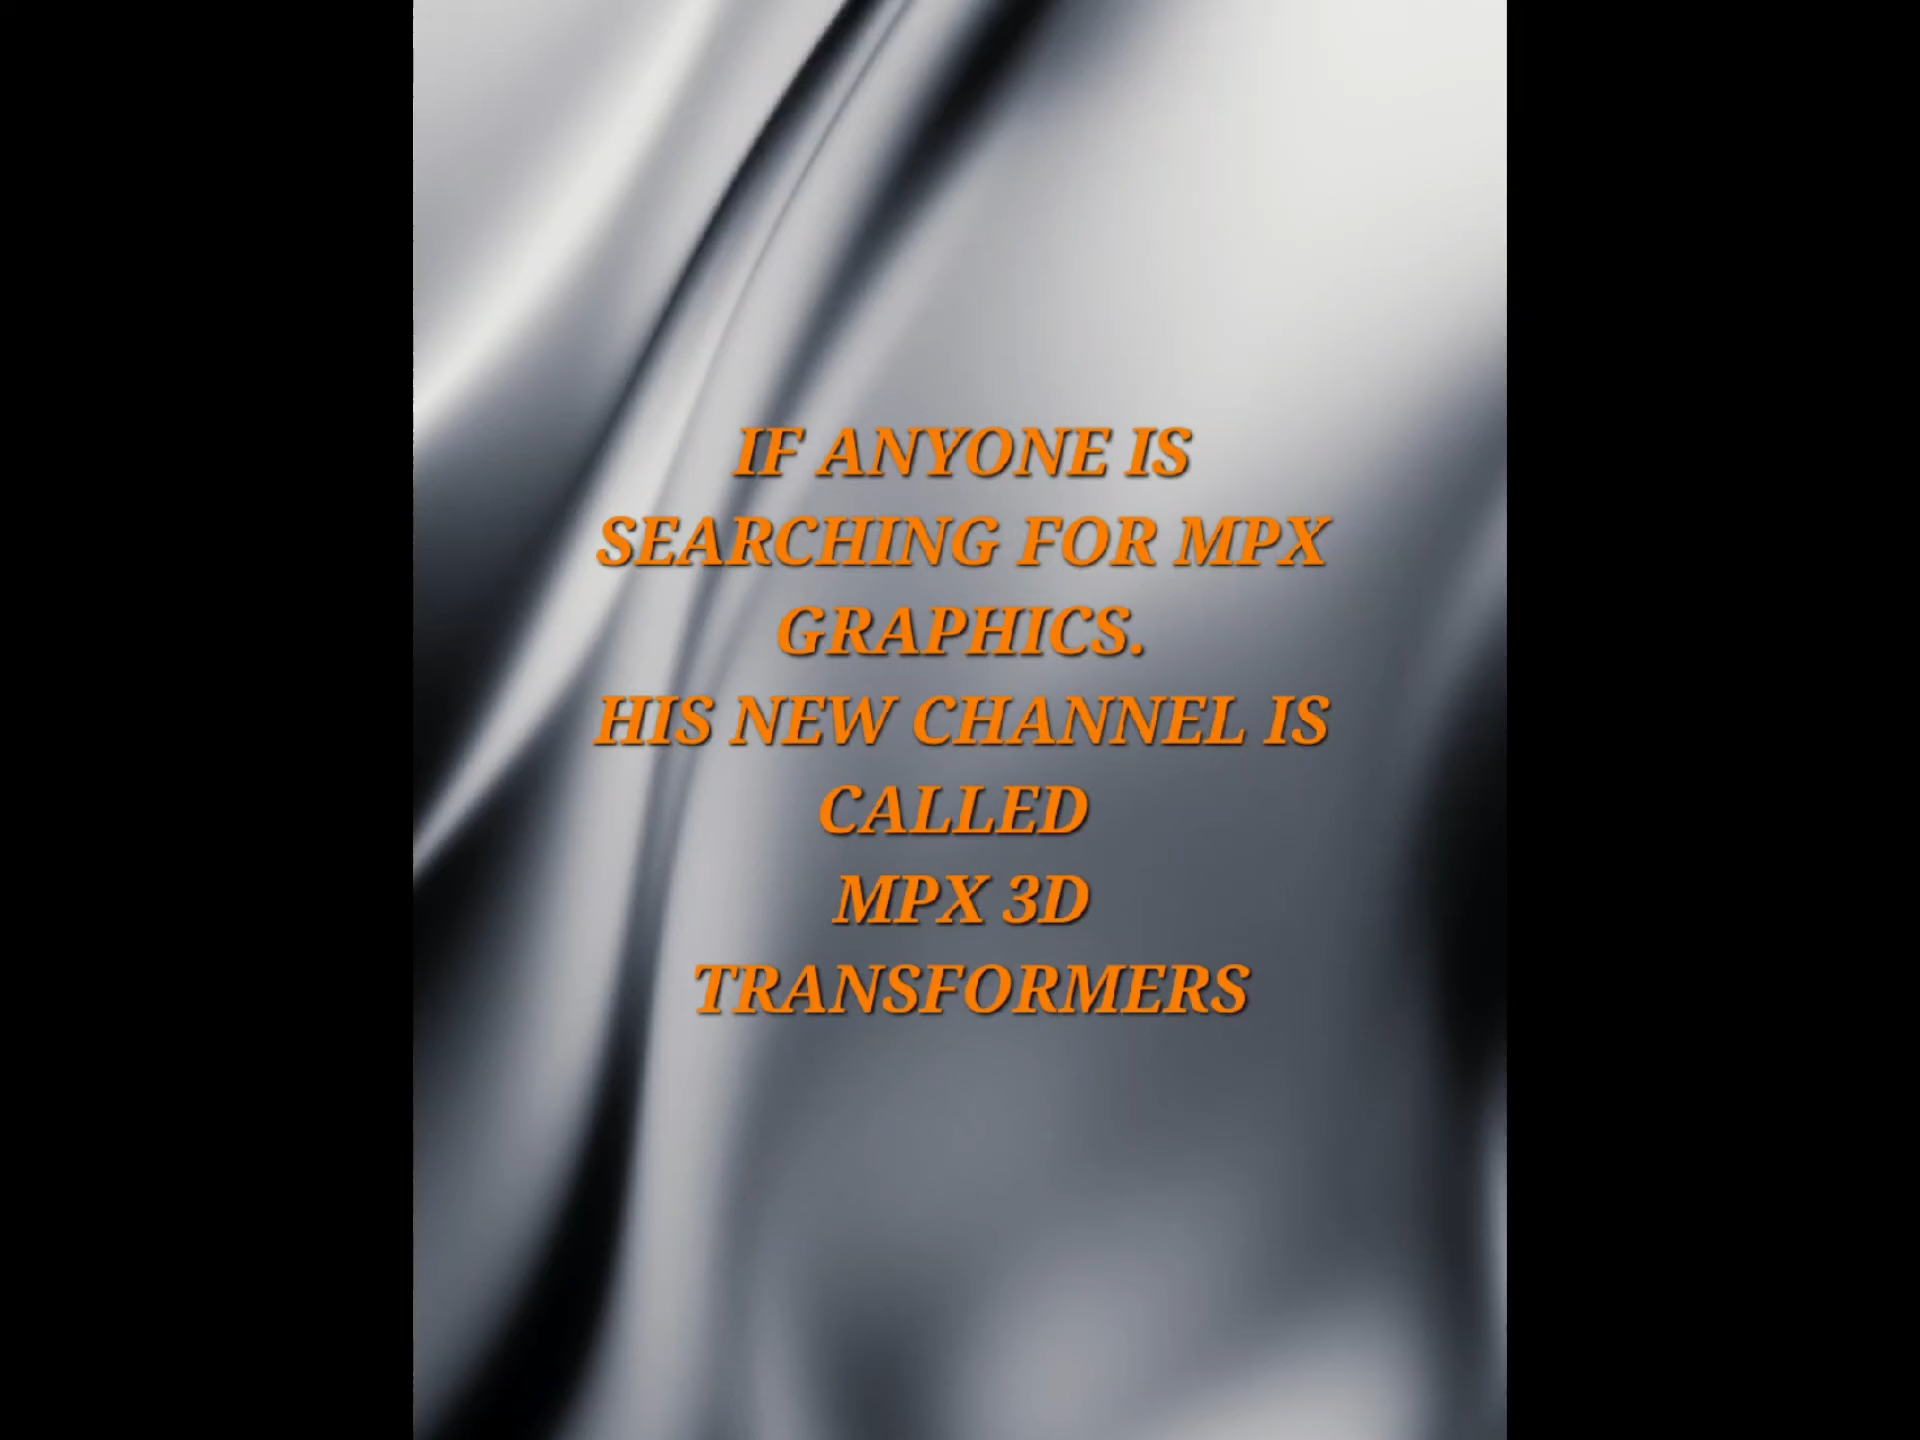 IF ANYONE IS
SEARCHING FOR MPX
GRAPHICS.
HIS NEW CHANNEL IS
CALLED
MPX 3D
TRANSFORMERS